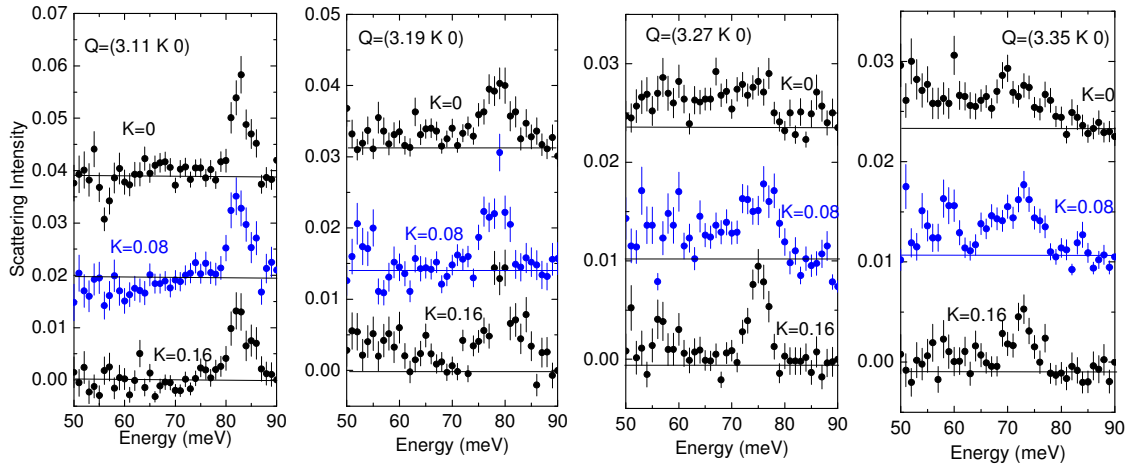 Scattering Intensity
Q=(3.11 K 0)
0.07
0.06
0.05
0.04
0.03
0.02
0.01
0.00
K=0
K=0.08
K=0.16
50 60 70 80 90
Energy (meV)
Q=(3.19 K 0)
0.05
0.04
0.03
0.02
0.01
0.00
K=0
K=0.08
K=0.16
50 60 70 80 90
Energy (meV)
Q=(3.27 K 0)
0.03
0.02
0.01
0.00
K=0
K=0.08
K=0.16
50 60 70 80 90
Energy (meV)
Q=(3.35 K 0)
0.03
0.02
0.01
0.00
K=0
K=0.08
K=0.16
50 60 70 80 90
Energy (meV)